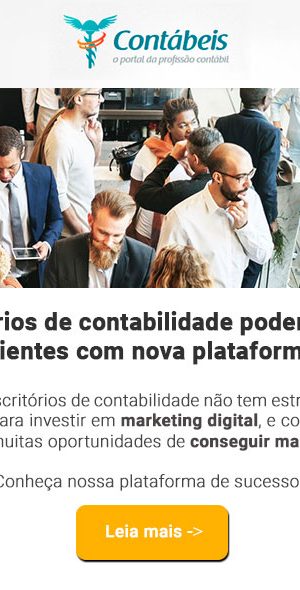 Contábeis
o portal da profissão contábil
rios de contabilidade poder
ientes com nova plataform
scritórios de contabilidade não tem estr
ara investir em marketing digital, e co
nuitas oportunidades de conseguir ma
Conheça nossa plataforma de sucesso
Leia mais ->